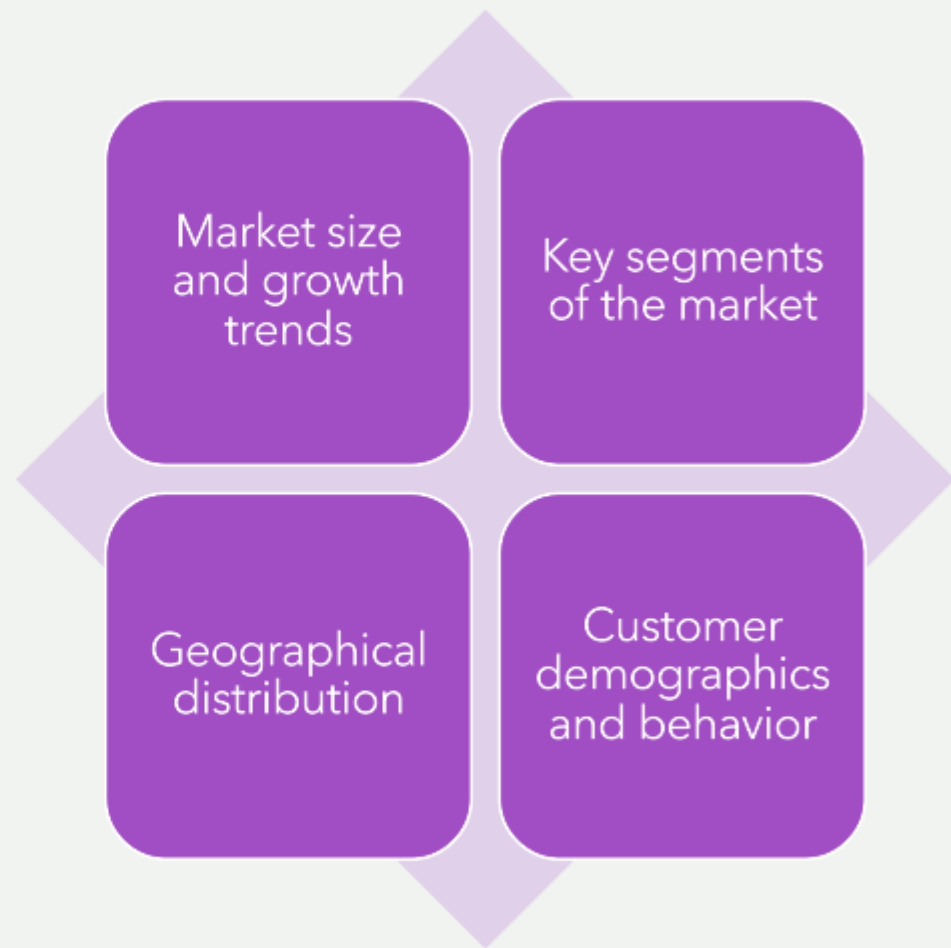 Market size
and growth
trends
Key segments
of the market
Geographical
distribution
Customer
demographics
and behavior